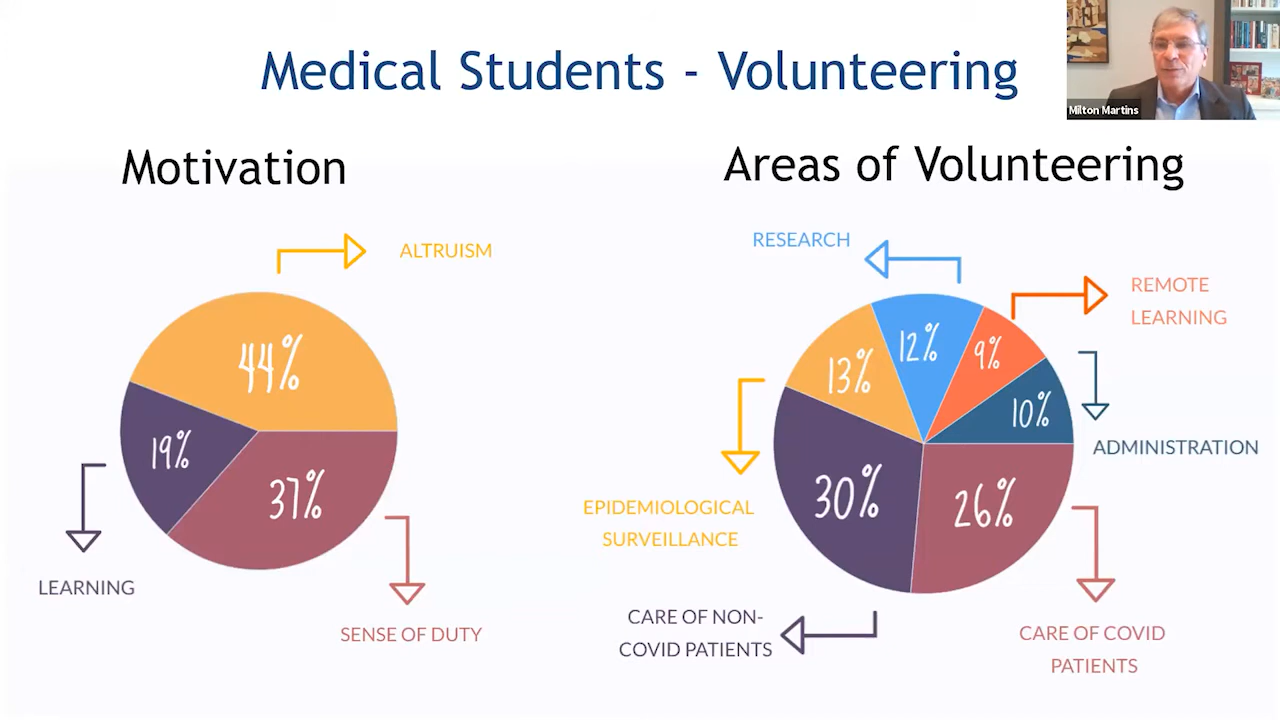 Medical Students - Volunteering
Milton Martins
Motivation
Areas of Volunteering
ALTRUISM
44%
19%
37%
LEARNING
SENSE OF DUTY
RESEARCH
REMOTE
LEARNING
12%
9%
13%
10%
ADMINISTRATION
30%
26%
EPIDEMIOLOGICAL
SURVEILLANCE
CARE OF NON-
COVID PATIENTS
CARE OF COVID
PATIENTS